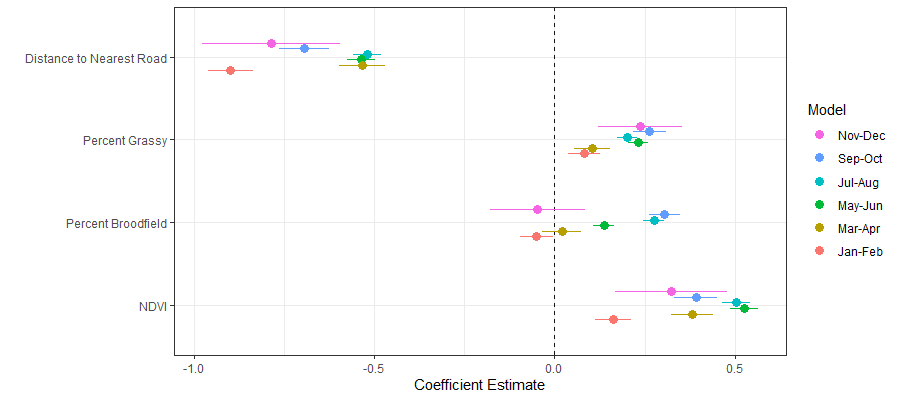 Distance to Nearest Road
Percent Grassy
Percent Broodfield
NDVI
-1.0
-0.5
0.0
0.5
Coefficient Estimate
Model
Nov-Dec
Sep-Oct
Jul-Aug
May-Jun
Mar-Apr
Jan-Feb